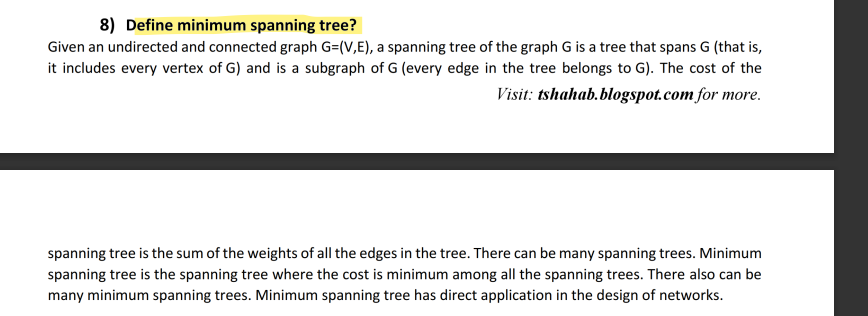 8) Define minimum spanning tree?
Given an undirected and connected graph G=(V,E), a spanning tree of the graph G is a tree that spans G (that is,
it includes every vertex of G) and is a subgraph of G (every edge in the tree belongs to G). The cost of the
Visit: tshahab.blogspot.com for more.
spanning tree is the sum of the weights of all the edges in the tree. There can be many spanning trees. Minimum
spanning tree is the spanning tree where the cost is minimum among all the spanning trees. There also can be
many minimum spanning trees. Minimum spanning tree has direct application in the design of networks.